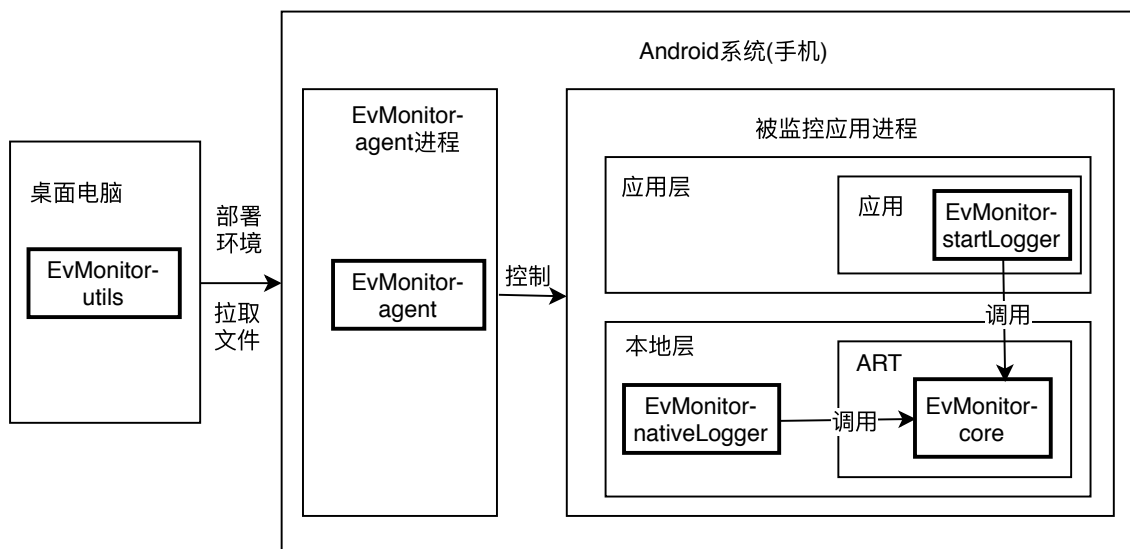 Android系统(手机)
桌面电脑
EvMonitor-
utils
部署
环境
拉取
文件
EvMonitor-
agent进程
EvMonitor-
agent
控制
被监控应用进程
应用层
应用
EvMonitor-
startLogger
调用
本地层
ART
EvMonitor-
nativeLogger
调用
EvMonitor-
core